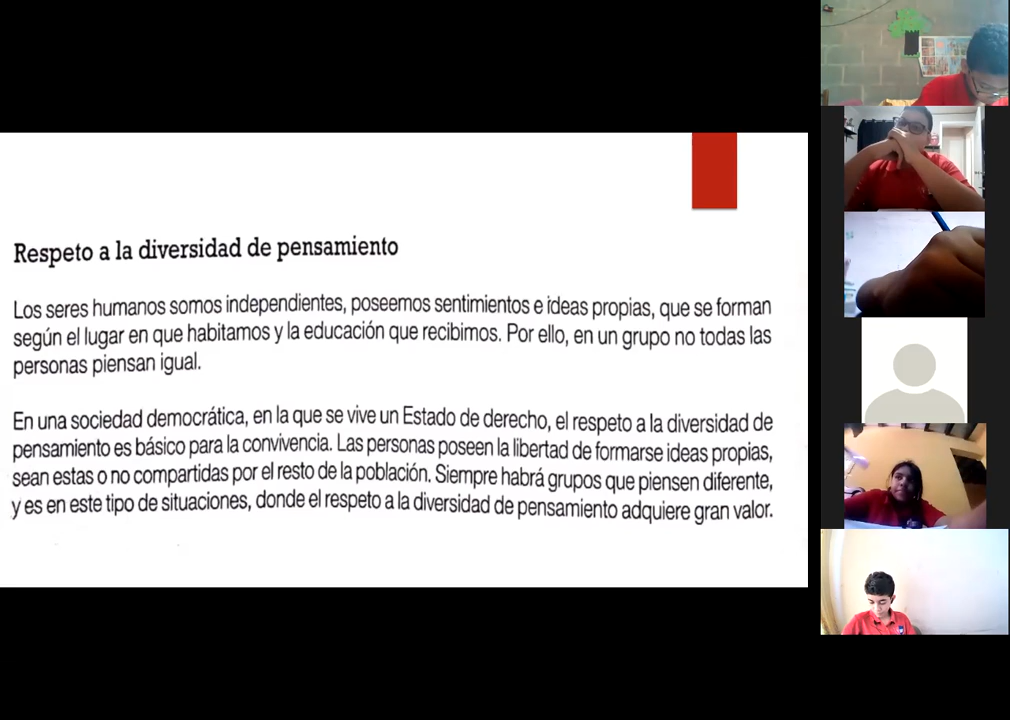 Respeto a la diversidad de pensamiento
Los seres humanos somos independientes, poseemos sentimientos e ideas propias, que se forman
según el lugar en que habitamos y la educación que recibimos. Por ello, en un grupo no todas las
personas piensan igual.
En una sociedad democrática, en la que se vive un Estado de derecho, el respeto a la diversidad de
pensamiento es básico para la convivencia. Las personas poseen la libertad de formarse ideas propias,
sean estas o no compartidas por el resto de la población. Siempre habrá grupos que piensen diferente,
y es en este tipo de situaciones, donde el respeto a la diversidad de pensamiento adquiere gran valor.